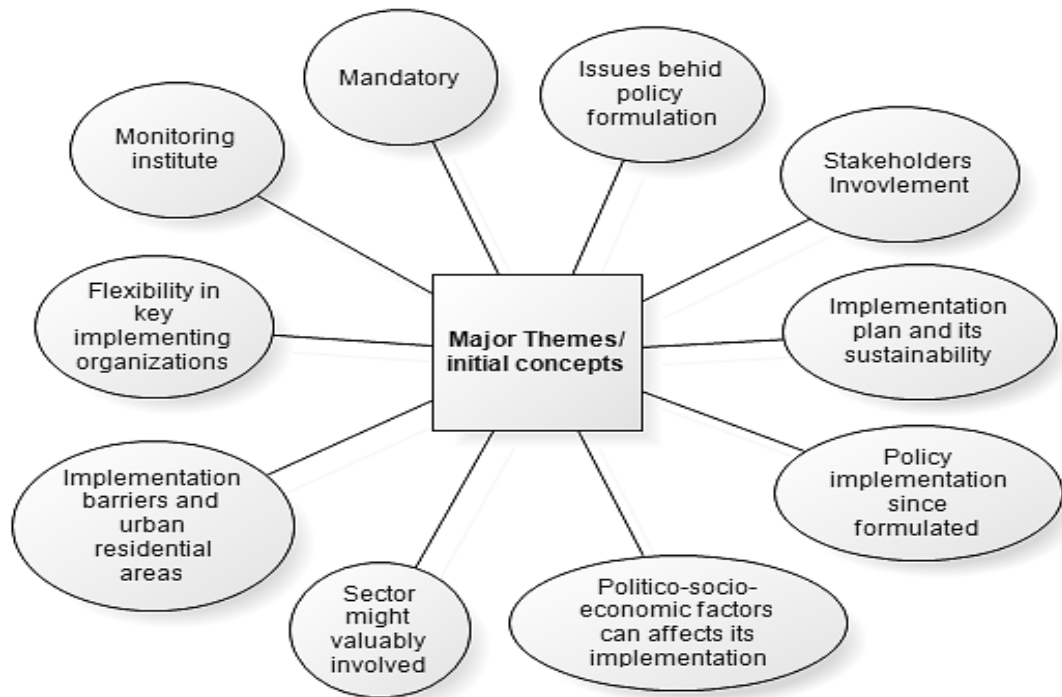 Mandatory
Issues behid
policy
formulation
Stakeholders
Invovlement
Implementation
plan and its
sustainability
Policy
implementation
since
formulated
Politico-socio-
economic factors
can affects its
implementation
Sector
might
valuably
involved
Implementation
barriers and
urban
residential
areas
Flexibility in
key
implementing
organizations
Monitoring
institute
Major Themes/
initial concepts